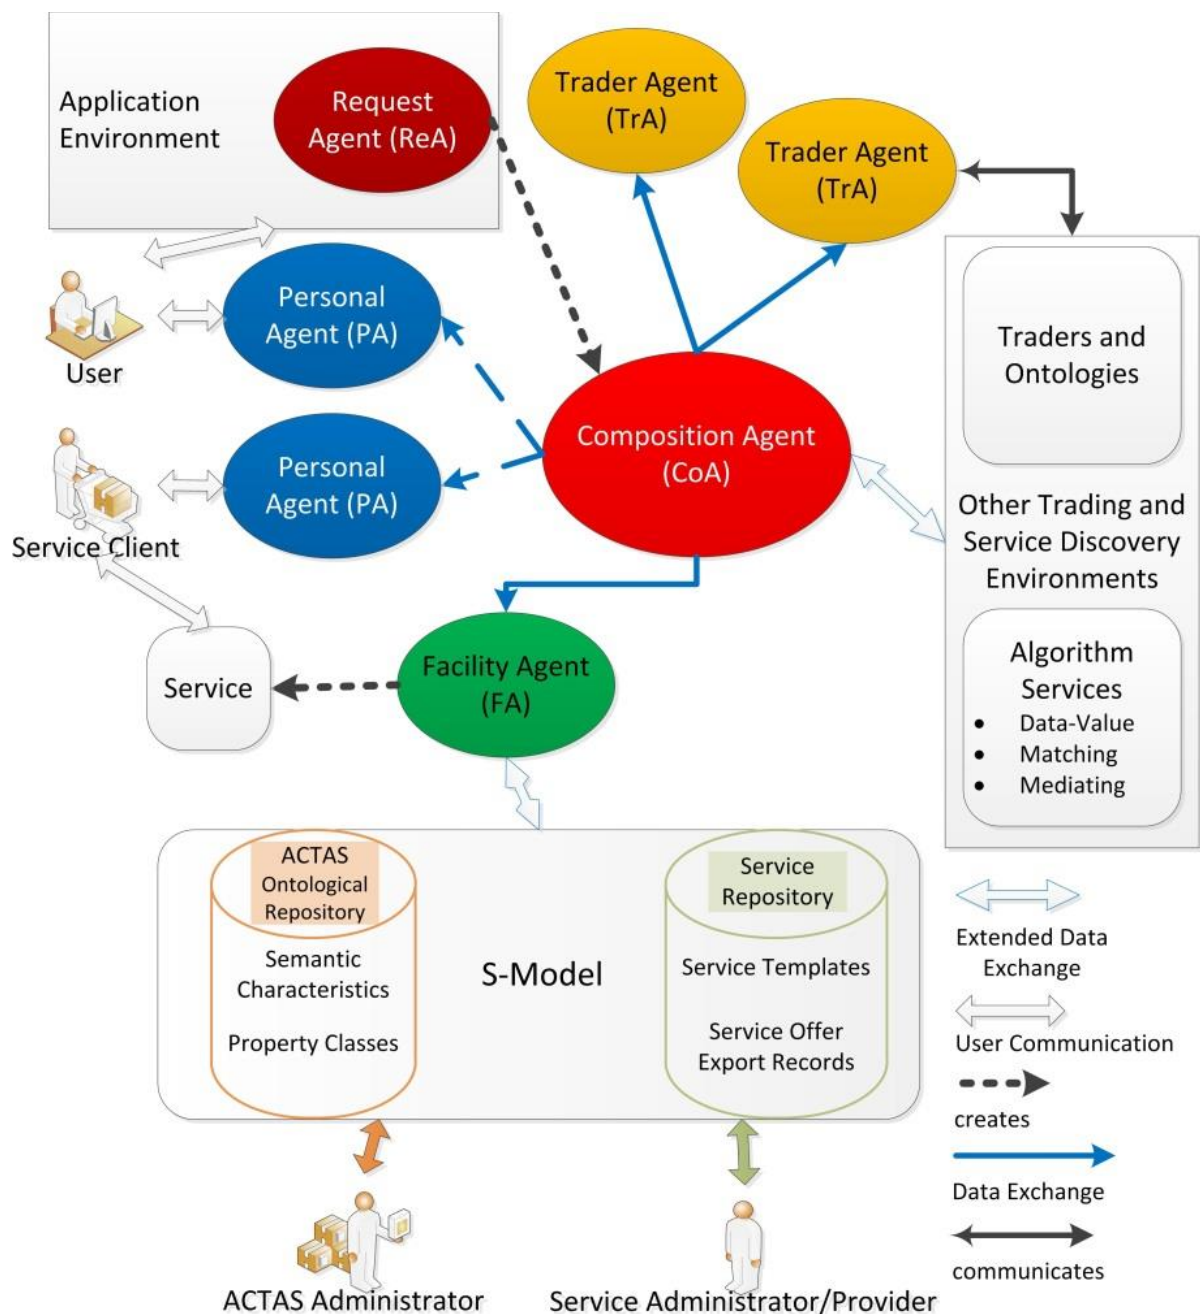 Application
Environment
Request
Agent (ReA)
Trader Agent
(TrA)
Trader Agent
(TrA)
Personal
Agent (PA)
User
Traders and
Ontologies
Composition Agent
(CoA)
Personal
Agent (PA)
Service Client
Other Trading and
Service Discovery
Environments
Algorithm
Services
• Data-Value
• Matching
• Mediating
Facility Agent
(FA)
Service
ACTAS
Ontological
Repository
Semantic
Characteristics
Property Classes
S-Model
Service
Repository
Service Templates
Service Offer
Export Records
Extended Data
Exchange
User Communication
creates
Data Exchange
communicates
ACTAS Administrator
Service Administrator/Provider